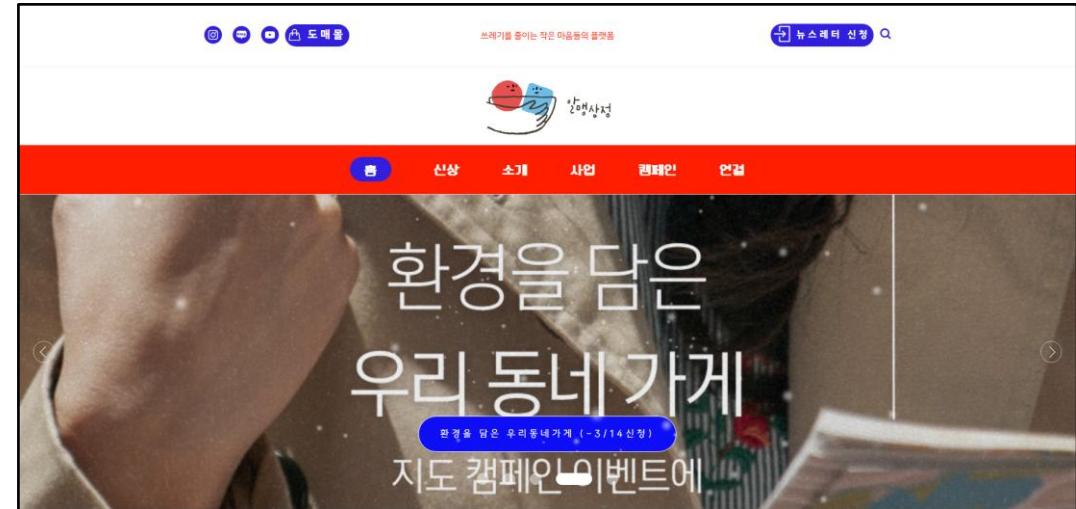 도매몰
쓰레기를 줄이는 작은 마음들의 플랫폼
뉴스레터 신청
알맹상점
홈 신상 소개 사업 캠페인 연결
환경을 담은
우리 동네 가게
환경을 담은 우리동네가게 (~3/14신청)
지도 캠페인 이벤트에